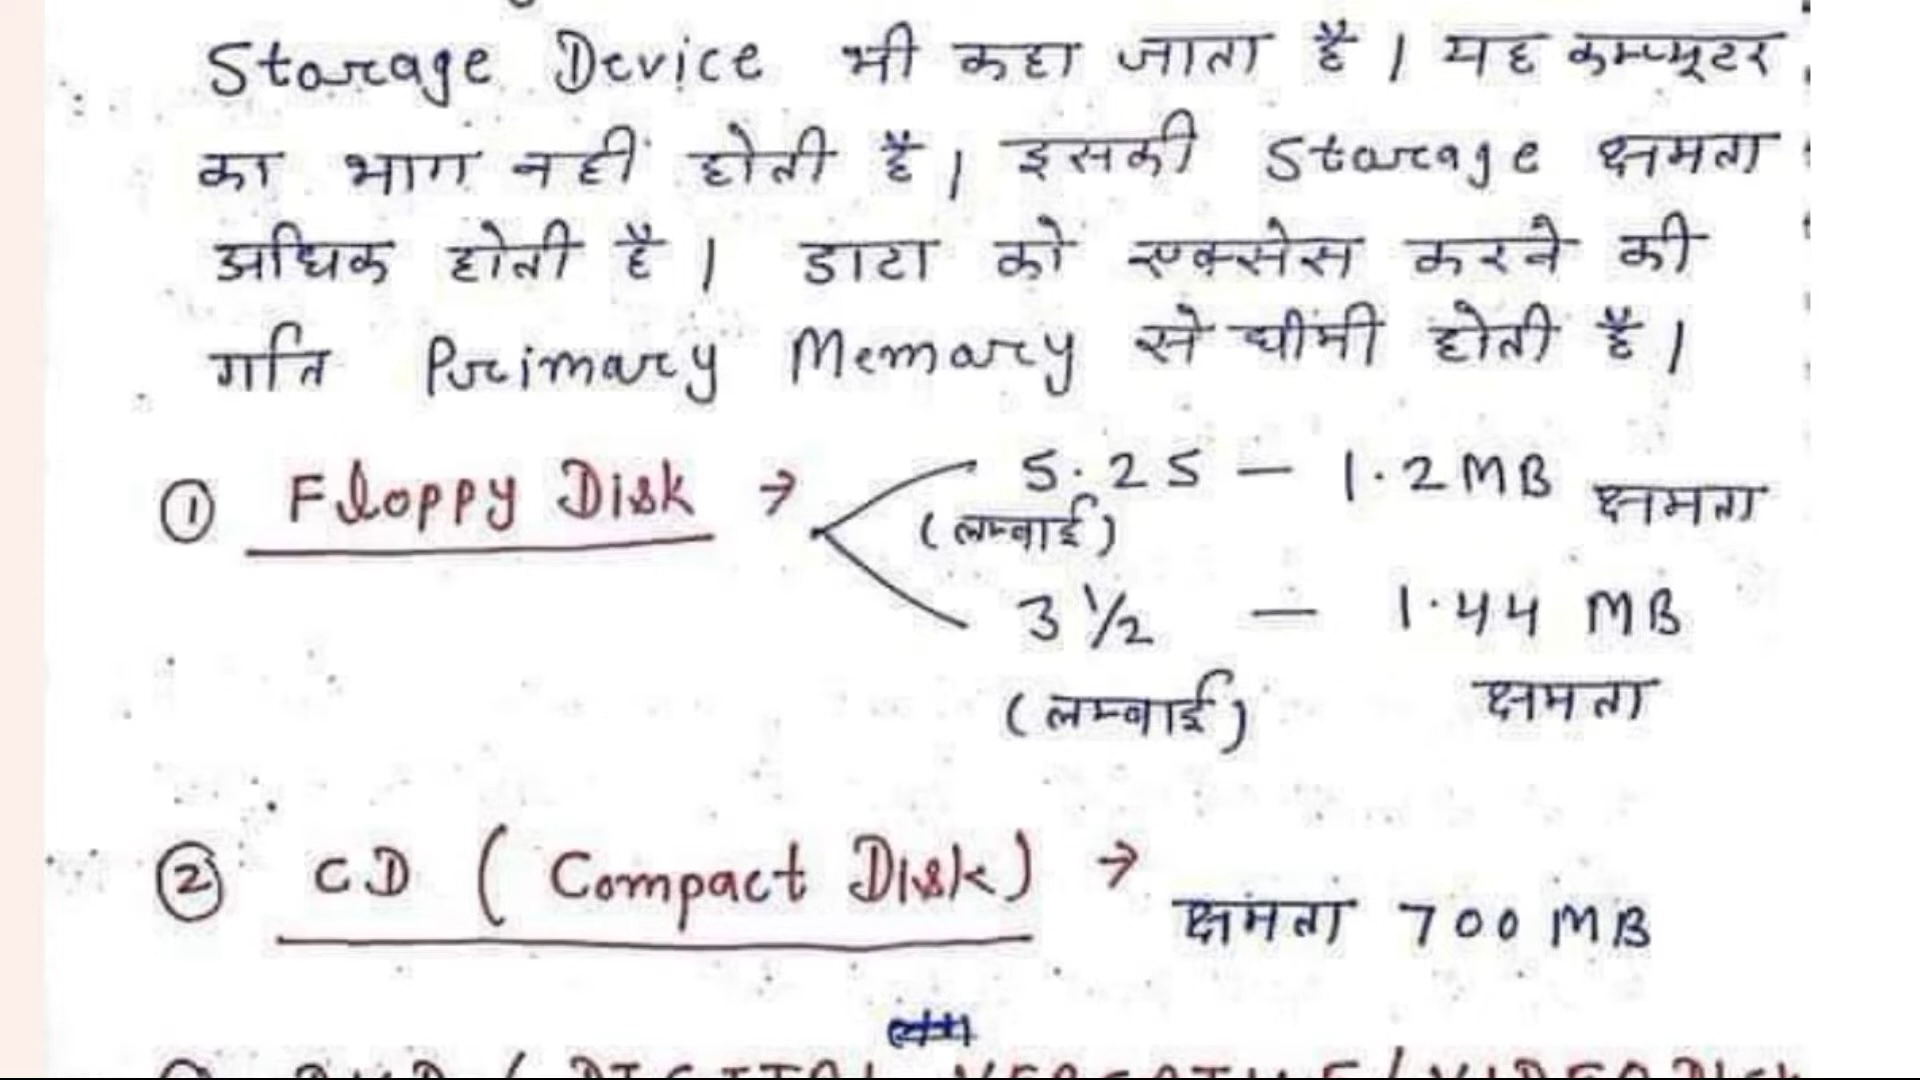 Storage Device भी कहा जाता है। यह कम्प्यूटर
का भाग नहीं होती है। इसकी Storage क्षमता
अधिक होती है। डाटा को एक्सेस करने की
गति Primary Memory से धीमी होती है।
① Floppy Disk → 5.25 — 1.2MB क्षमता
(लम्बाई)
3 1/2 — 1.44 MB
(लम्बाई) क्षमता
② CD ( Compact Disk) → क्षमता 700 MB